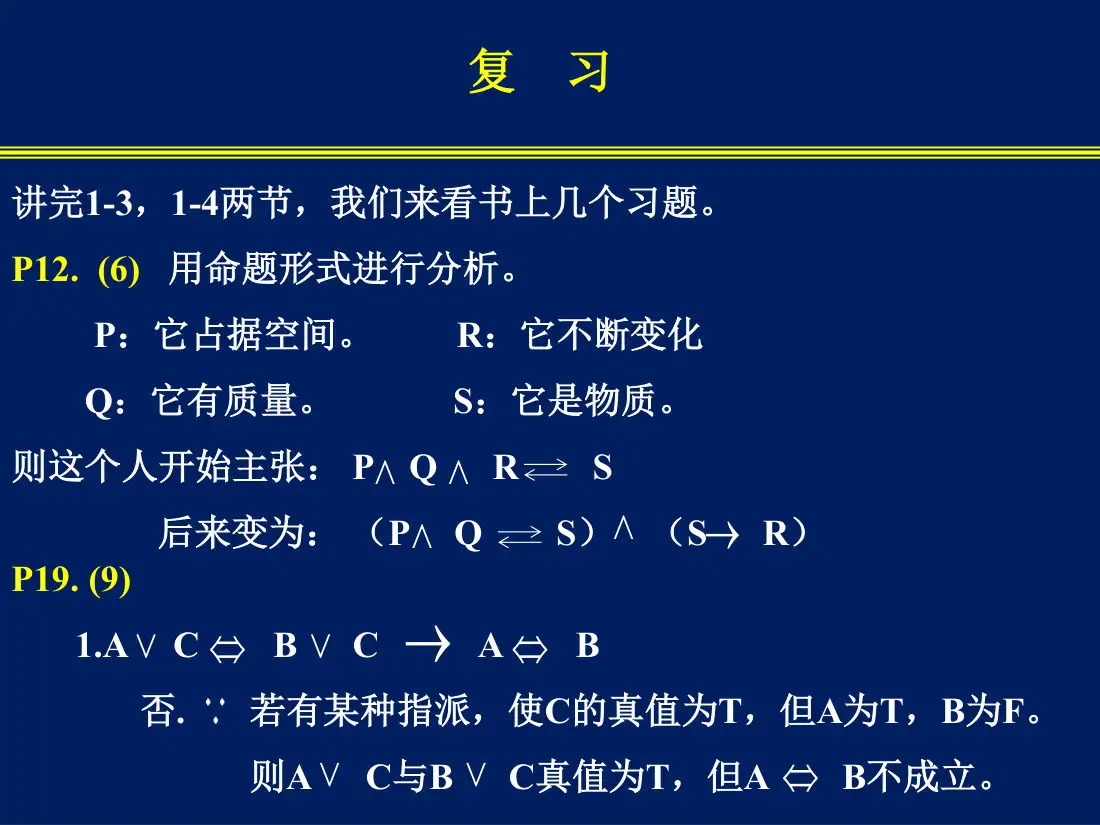 复 习
讲完1-3，1-4两节，我们来看书上几个习题。
P12. (6) 用命题形式进行分析。
P：它占据空间。 R：它不断变化
Q：它有质量。 S：它是物质。
则这个人开始主张： P∧ Q ∧ R⇌ S
后来变为：（P∧ Q ⇌ S）∧ （S→ R）
P19. (9)
1.A∨ C ⇔ B ∨ C → A ⇔ B
否. ∵ 若有某种指派，使C的真值为T，但A为T，B为F。
则A∨ C与B ∨ C真值为T，但A ⇔ B不成立。